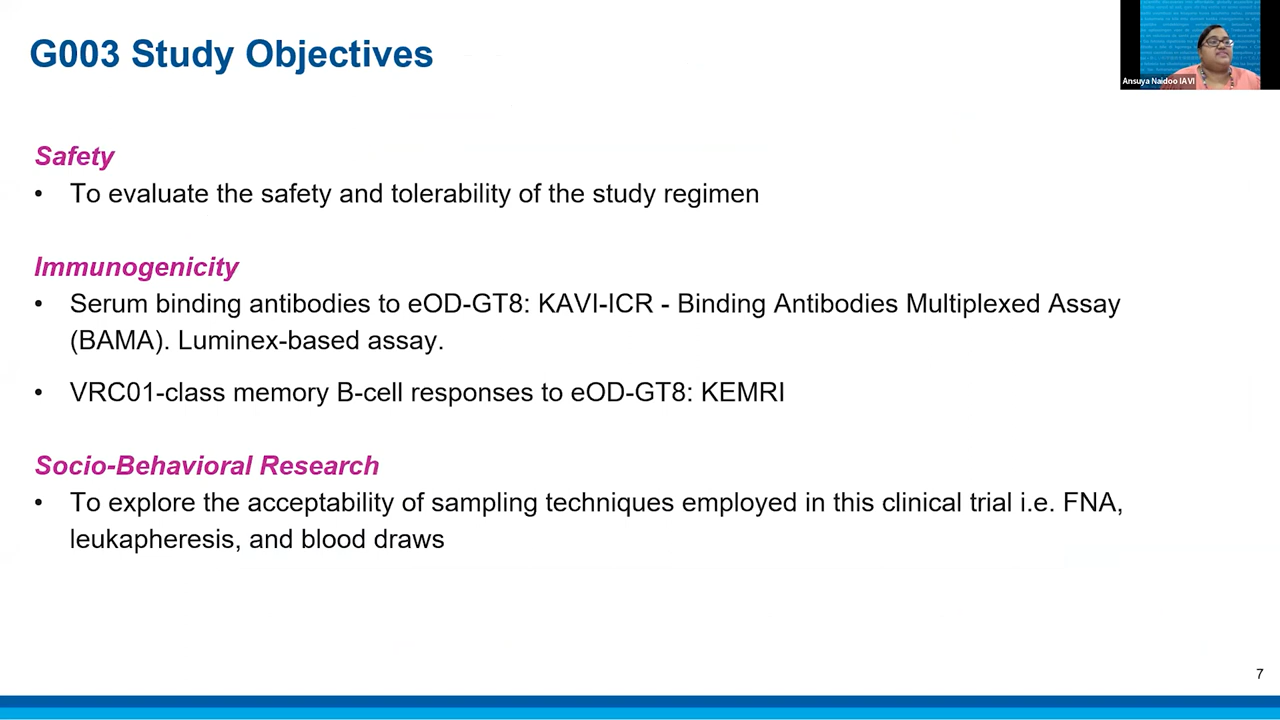 G003 Study Objectives
Ansuya Naidoo IAVI
Safety
• To evaluate the safety and tolerability of the study regimen
Immunogenicity
• Serum binding antibodies to eOD-GT8: KAVI-ICR - Binding Antibodies Multiplexed Assay
(BAMA). Luminex-based assay.
• VRC01-class memory B-cell responses to eOD-GT8: KEMRI
Socio-Behavioral Research
• To explore the acceptability of sampling techniques employed in this clinical trial i.e. FNA,
leukapheresis, and blood draws
7